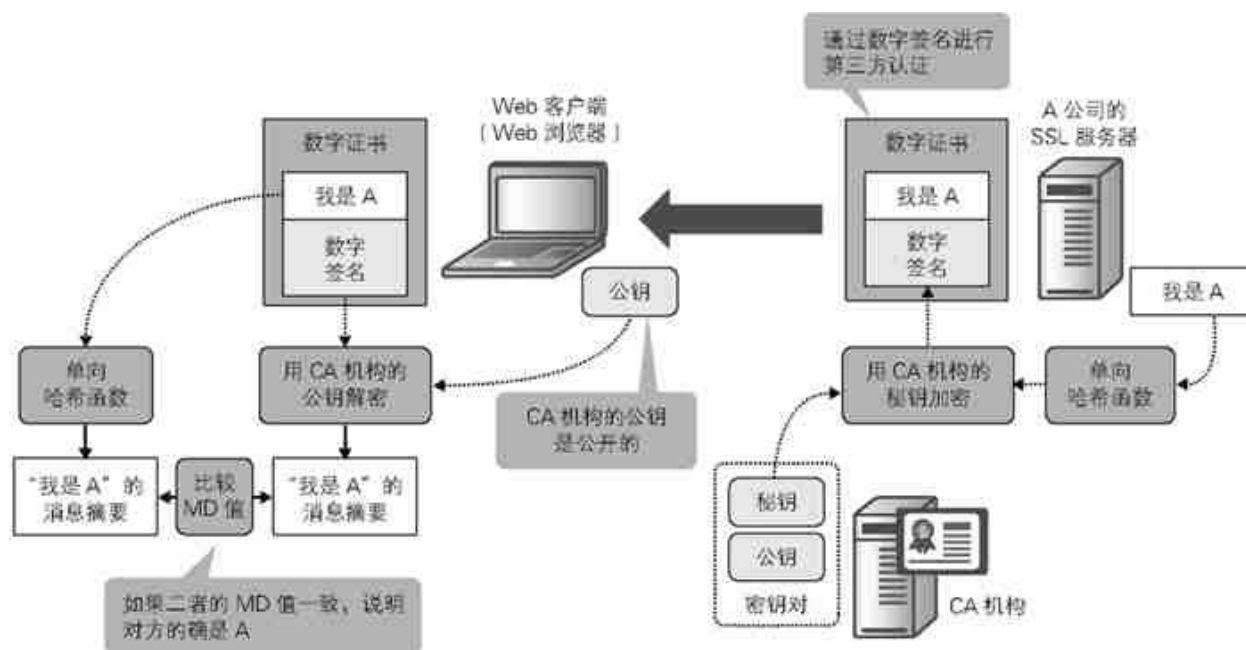 通过数字签名进行
第三方认证
Web 客户端
（Web 浏览器）
A 公司的
SSL 服务器
数字证书
我是 A
数字
签名
数字证书
我是 A
数字
签名
公钥
我是 A
单向
哈希函数
用 CA 机构的
公钥解密
用 CA 机构的
秘钥加密
单向
哈希函数
CA 机构的公钥
是公开的
“我是 A”的
消息摘要
比较
MD 值
“我是 A”的
消息摘要
秘钥
公钥
密钥对
CA 机构
如果二者的 MD 值一致，说明
对方的确是 A